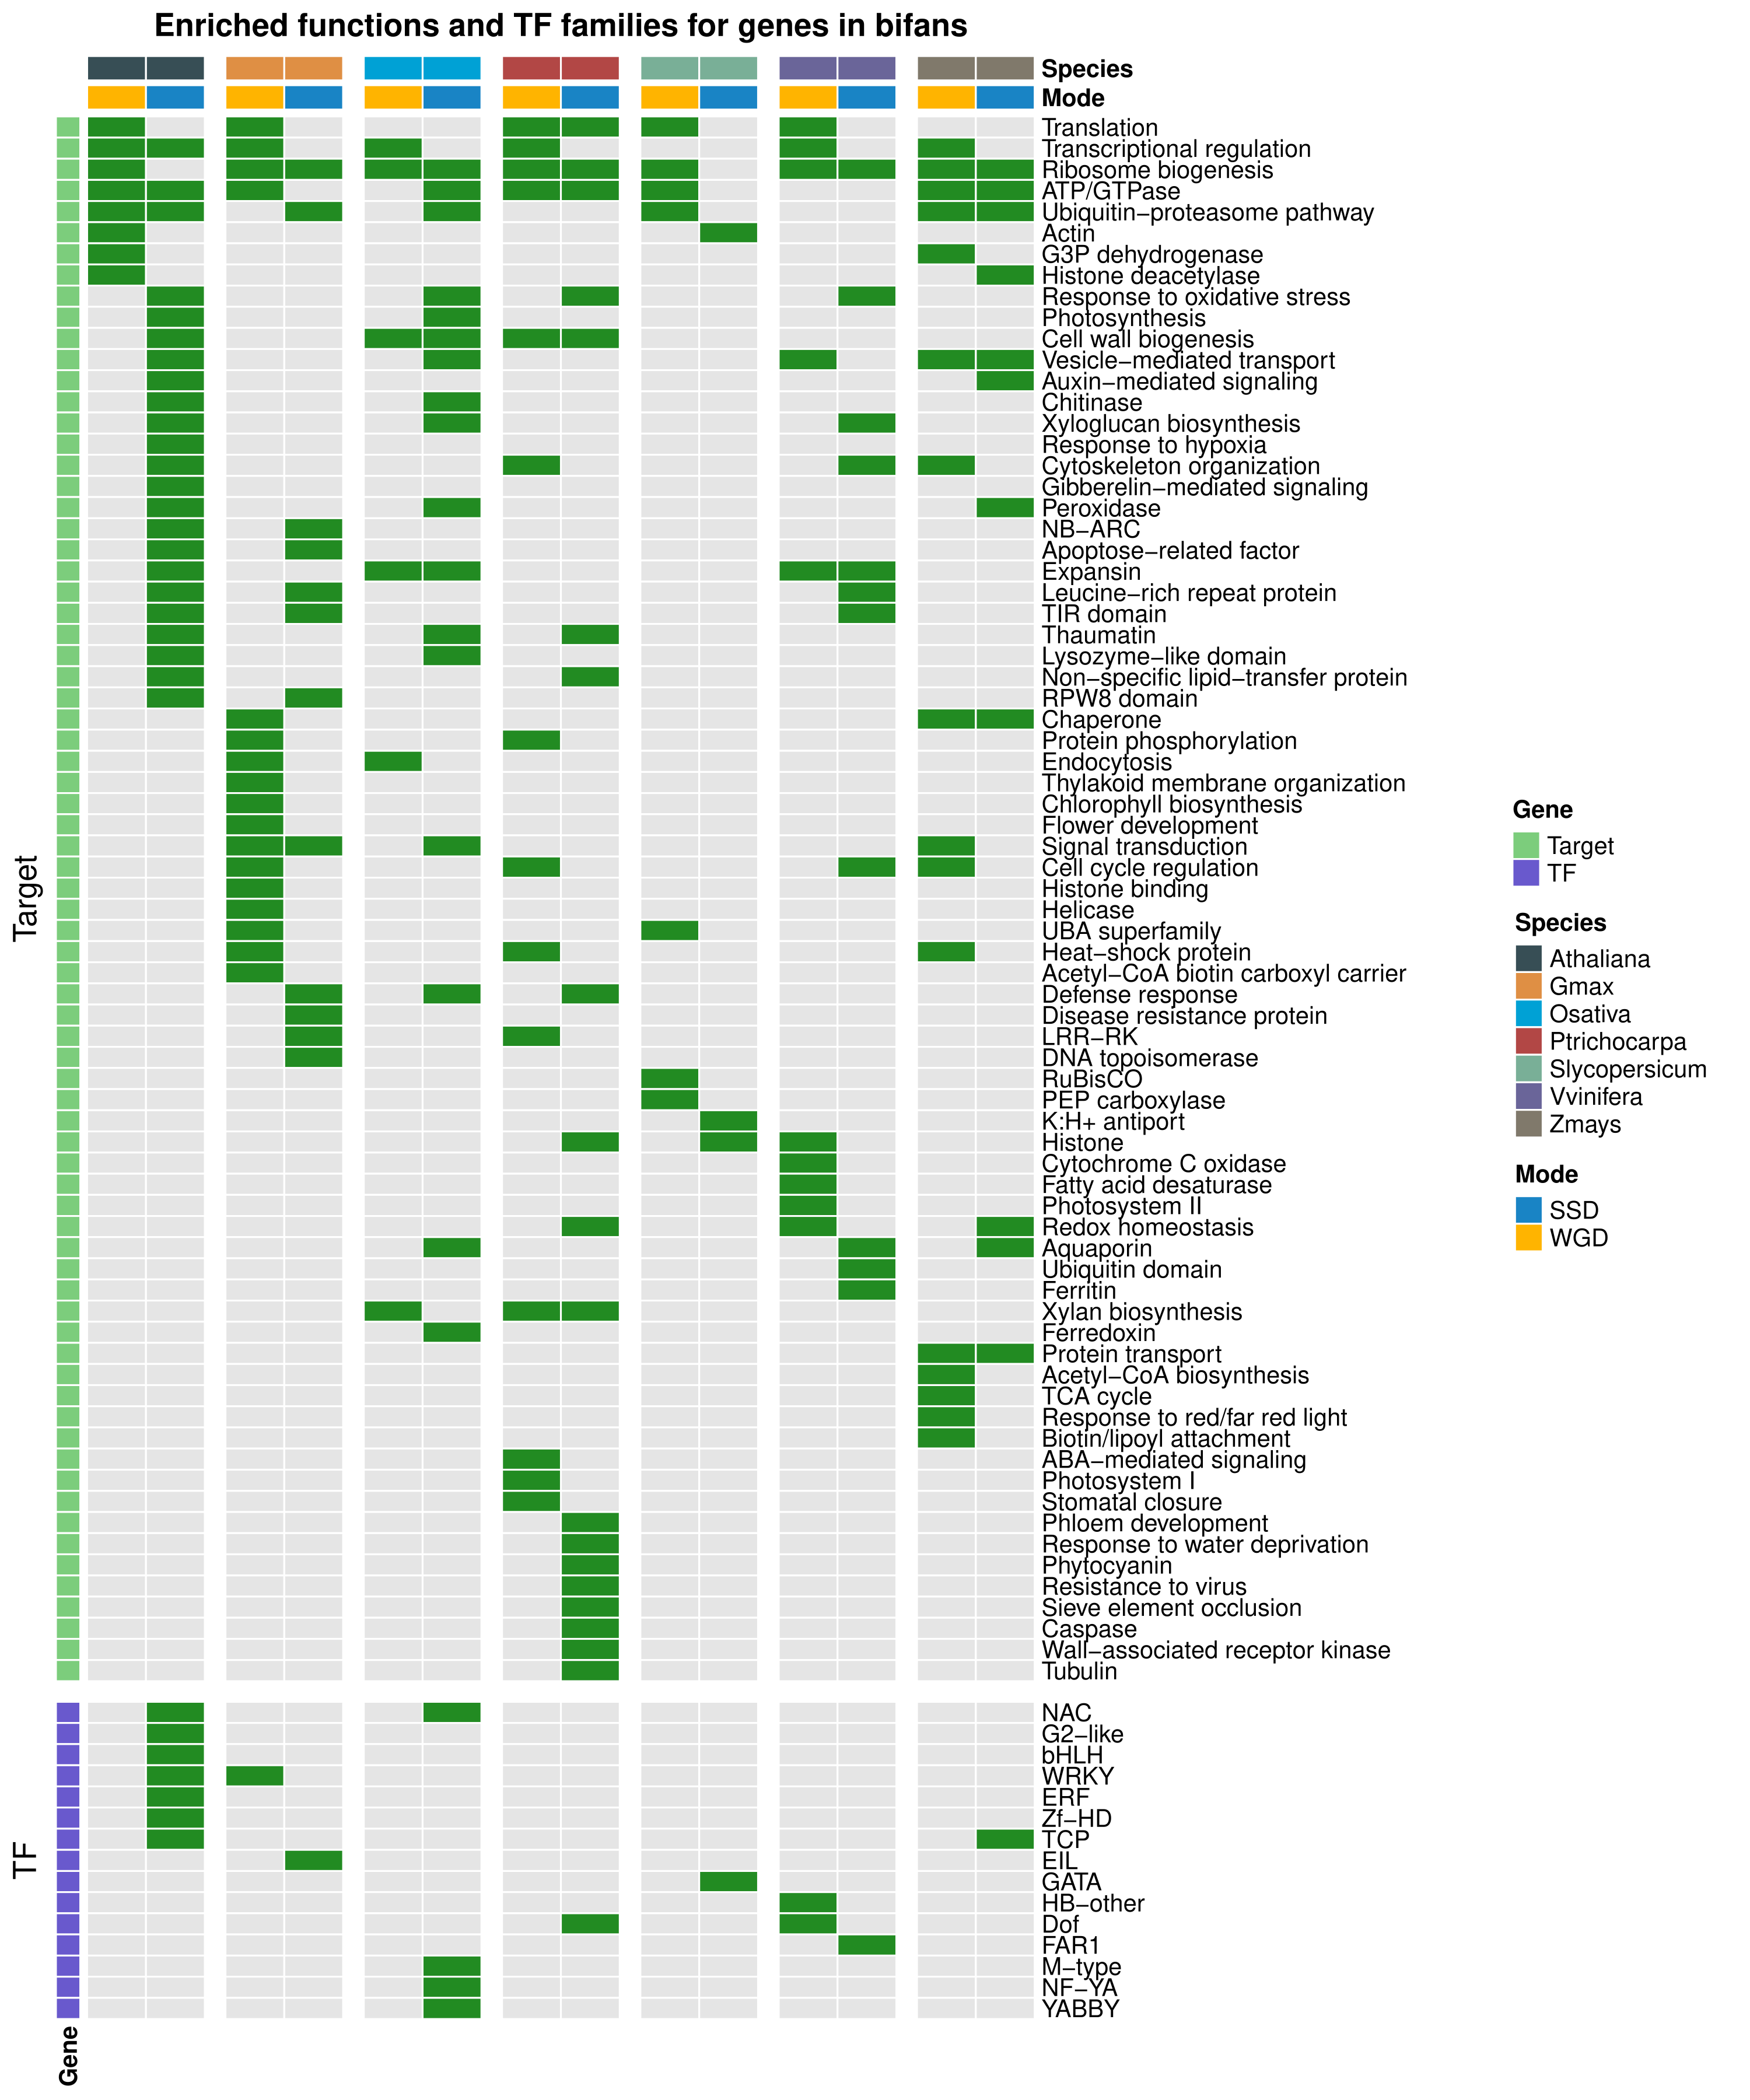 Enriched functions and TF families for genes in bifans
Species
Mode
Translation
Transcriptional regulation
Ribosome biogenesis
ATP/GTPase
Ubiquitin−proteasome pathway
Actin
G3P dehydrogenase
Histone deacetylase
Response to oxidative stress
Photosynthesis
Cell wall biogenesis
Vesicle−mediated transport
Auxin−mediated signaling
Chitinase
Xyloglucan biosynthesis
Response to hypoxia
Cytoskeleton organization
Gibberelin−mediated signaling
Peroxidase
NB−ARC
Apoptose−related factor
Expansin
Leucine−rich repeat protein
TIR domain
Thaumatin
Lysozyme−like domain
Non−specific lipid−transfer protein
RPW8 domain
Chaperone
Protein phosphorylation
Endocytosis
Thylakoid membrane organization
Chlorophyll biosynthesis
Flower development
Signal transduction
Cell cycle regulation
Histone binding
Helicase
UBA superfamily
Heat−shock protein
Acetyl−CoA biotin carboxyl carrier
Defense response
Disease resistance protein
LRR−RK
DNA topoisomerase
RuBisCO
PEP carboxylase
K:H+ antiport
Histone
Cytochrome C oxidase
Fatty acid desaturase
Photosystem II
Redox homeostasis
Aquaporin
Ubiquitin domain
Ferritin
Xylan biosynthesis
Ferredoxin
Protein transport
Acetyl−CoA biosynthesis
TCA cycle
Response to red/far red light
Biotin/lipoyl attachment
ABA−mediated signaling
Photosystem I
Stomatal closure
Phloem development
Response to water deprivation
Phytocyanin
Resistance to virus
Sieve element occlusion
Caspase
Wall−associated receptor kinase
Tubulin
NAC
G2−like
bHLH
WRKY
ERF
Zf−HD
TCP
EIL
GATA
HB−other
Dof
FAR1
M−type
NF−YA
YABBY
Target
TF
Gene
Gene
Target
TF
Species
Athaliana
Gmax
Osativa
Ptrichocarpa
Slycopersicum
Vvinifera
Zmays
Mode
SSD
WGD